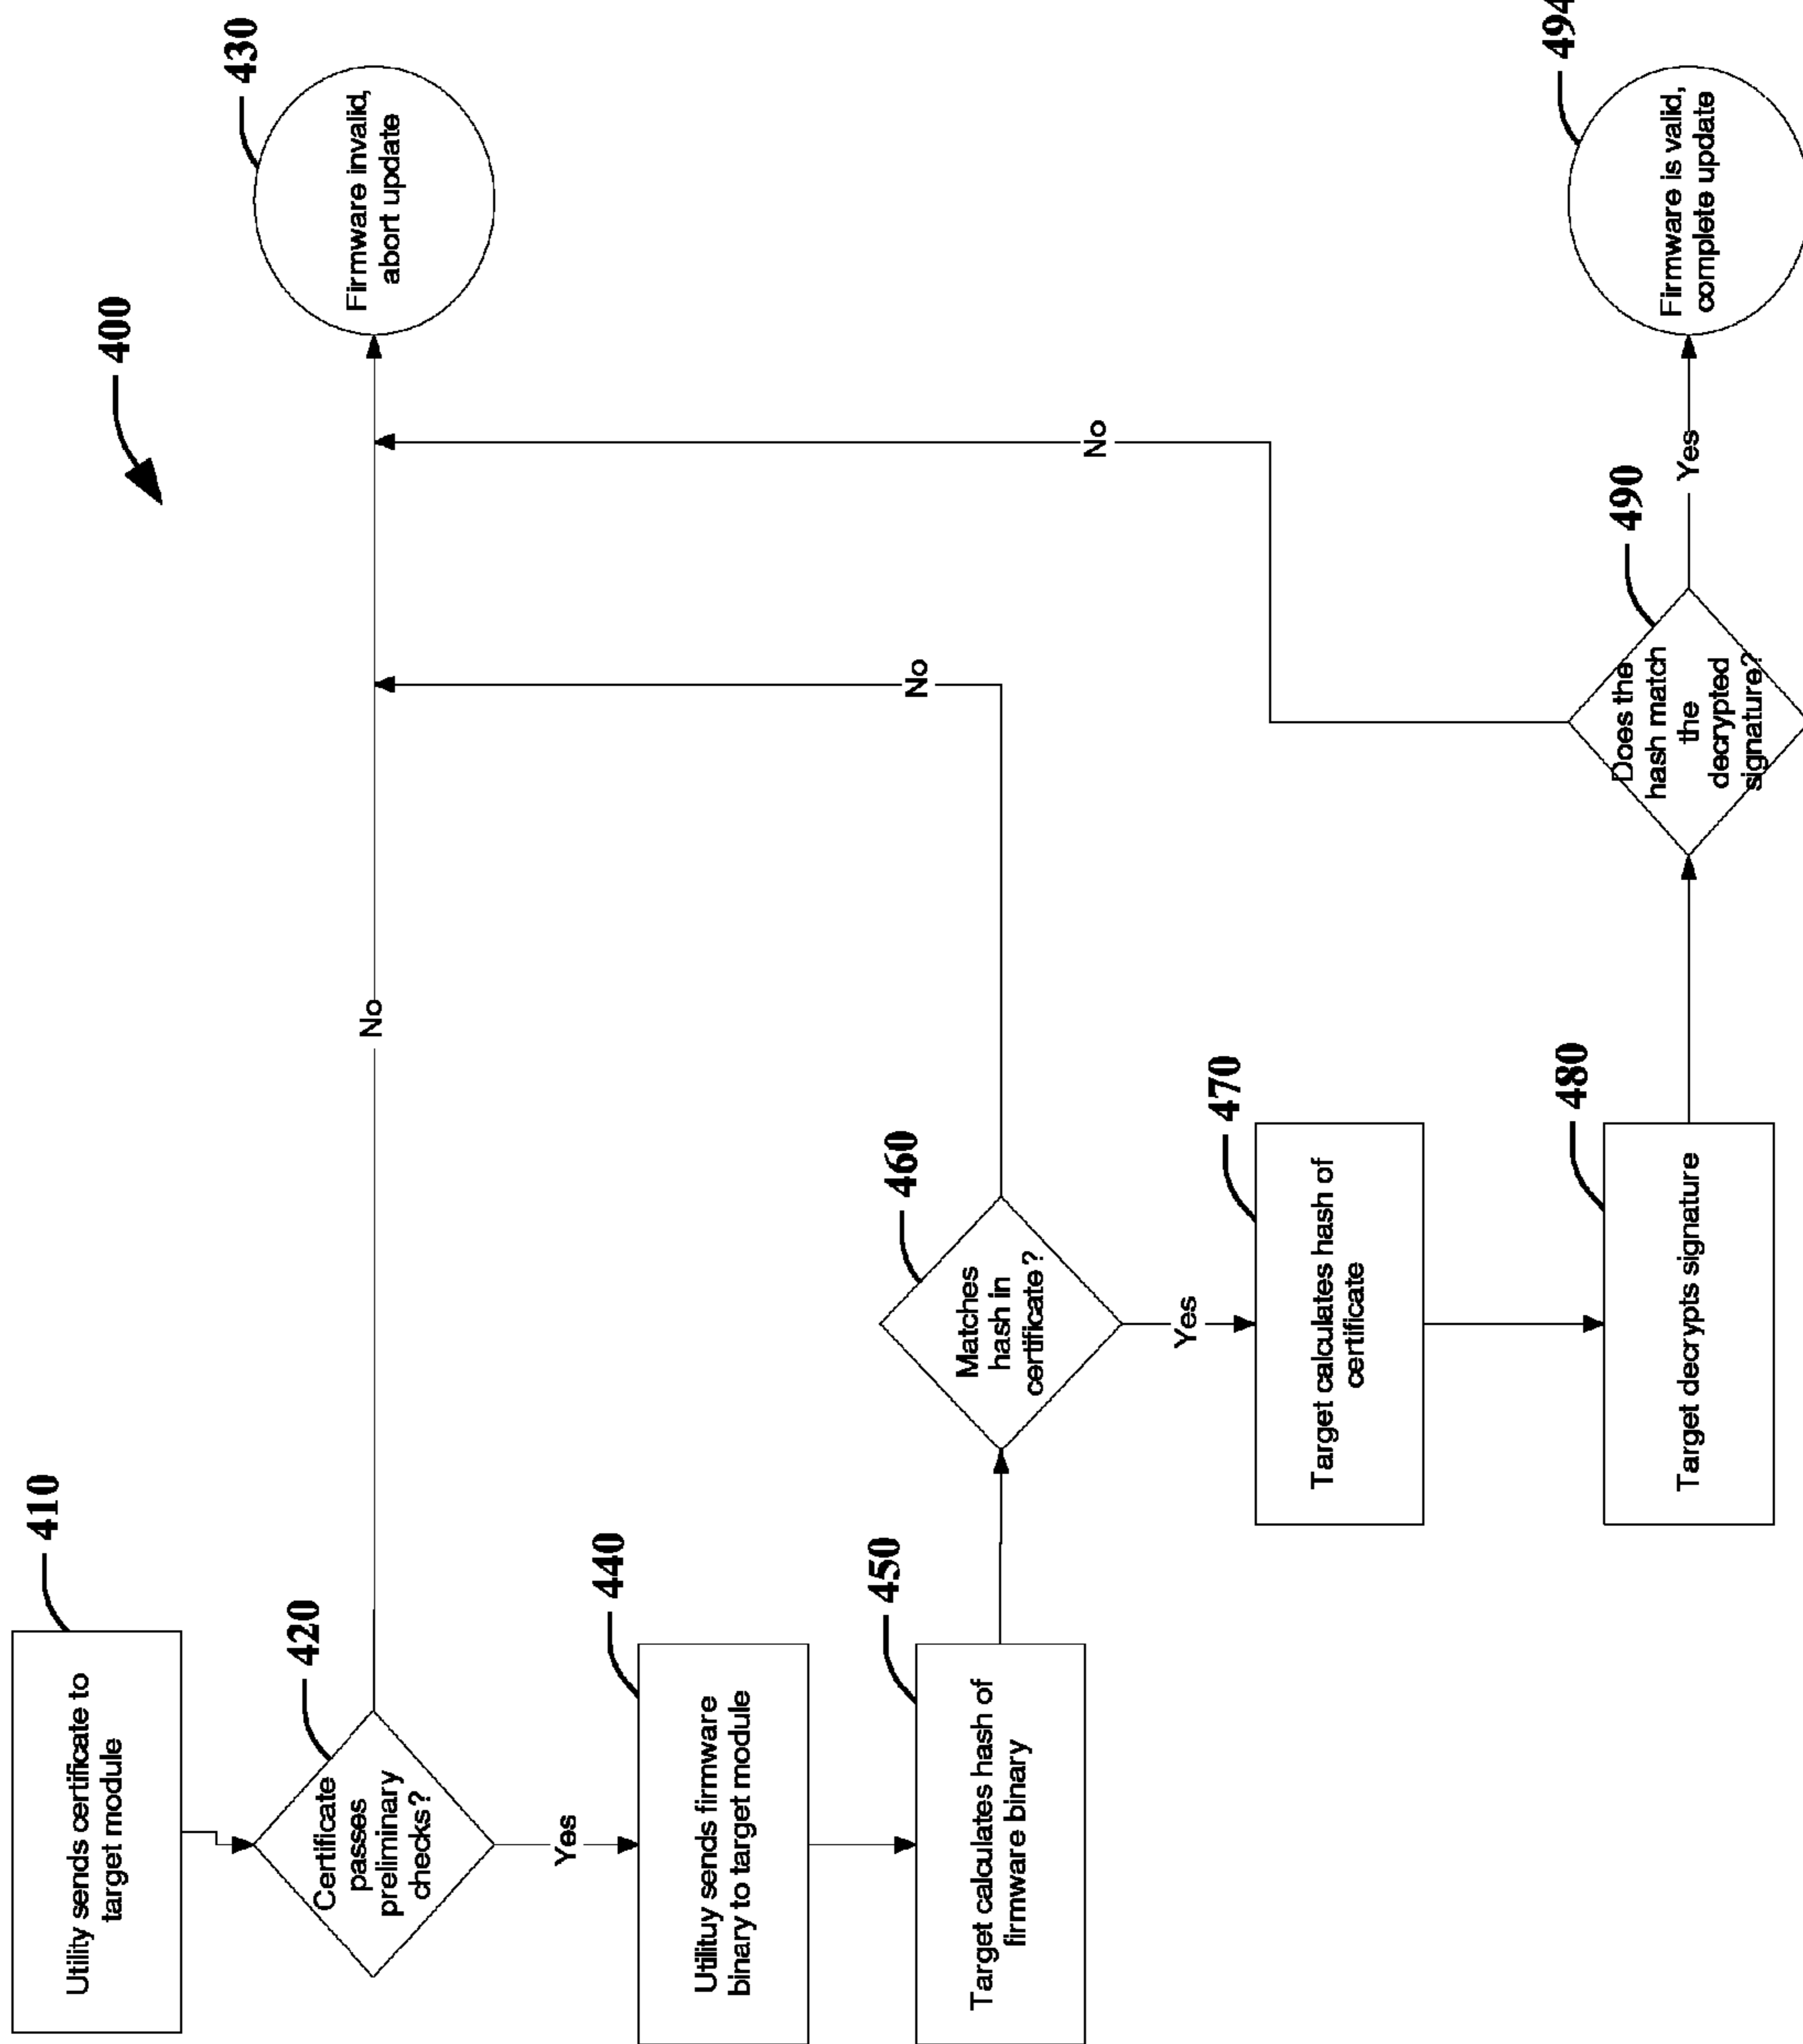 400
410
Utility sends certificate to
target module
420
Certificate
passes
preliminary
checks?
No
430
Firmware invalid,
abort update
Yes
440
Utilituy sends firmware
binary to target module
450
Target calculates hash of
firmware binary
460
Matches
hash in
certificate?
No
Yes
470
Target calculates hash of
certificate
480
Target decrypts signature
490
Does the
hash match
the
decrypted
signature?
No
Yes
494
Firmware is valid,
complete update